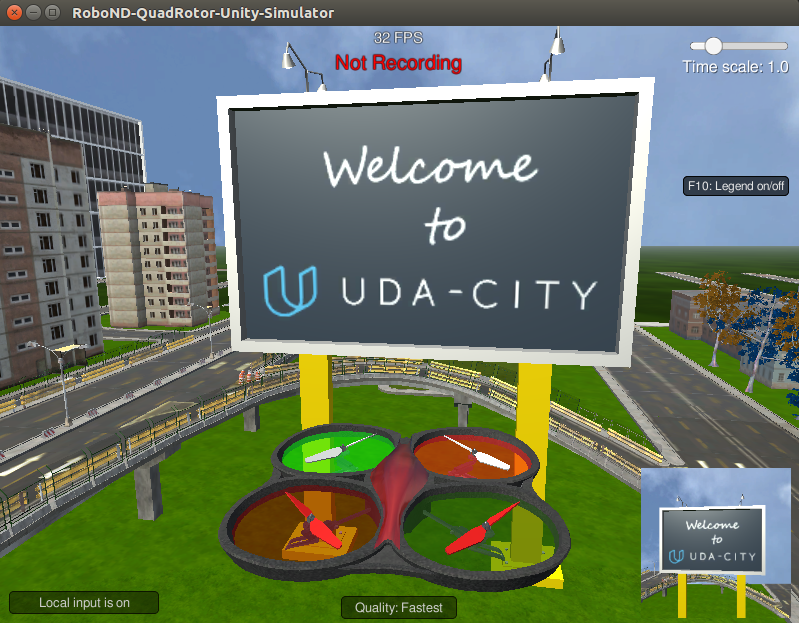 RoboND-QuadRotor-Unity-Simulator
32 FPS
Not Recording
Time scale: 1.0
F10: Legend on/off
Welcome
to
UDA-CITY
Welcome
to
UDA-CITY
Local input is on
Quality: Fastest